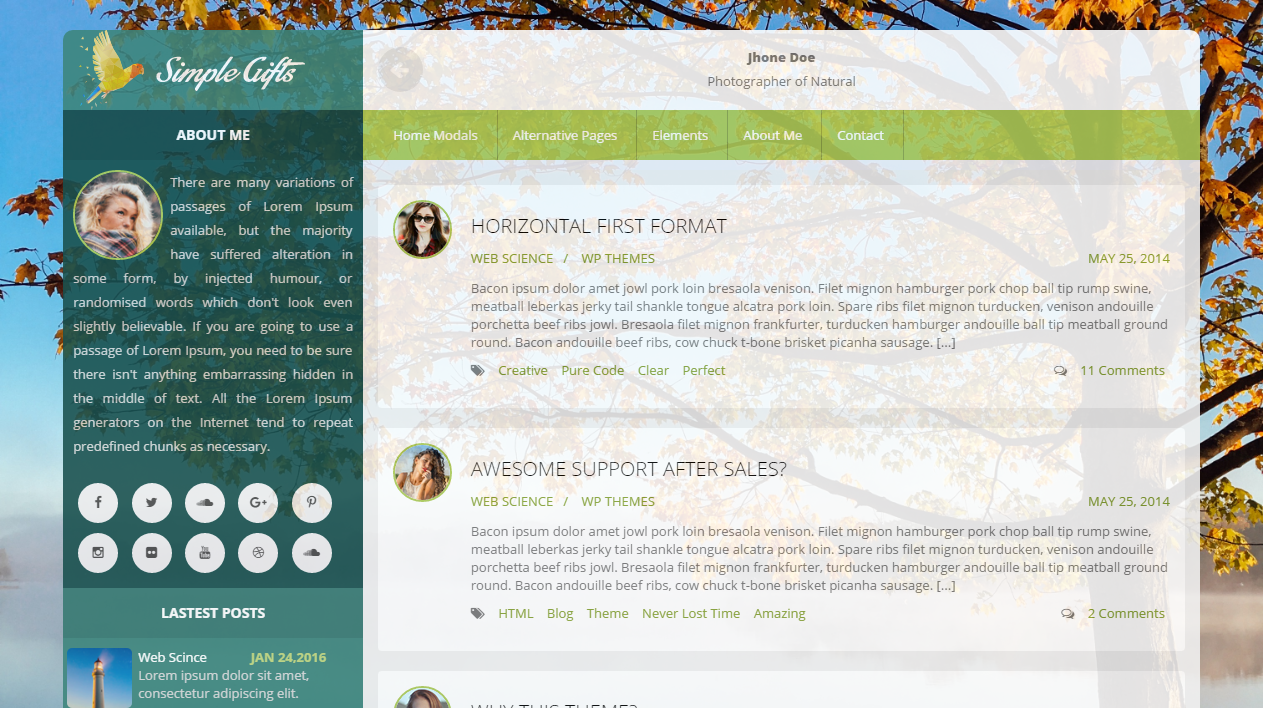 Simple Gifts
Jhone Doe
Photographer of Natural
ABOUT ME
Home Modals
Alternative Pages
Elements
About Me
Contact
There are many variations of
passages of Lorem Ipsum
available, but the majority
have suffered alteration in
some form, by injected humour, or
randomised words which don't look even
slightly believable. If you are going to use a
passage of Lorem Ipsum, you need to be sure
there isn't anything embarrassing hidden in
the middle of text. All the Lorem Ipsum
generators on the Internet tend to repeat
predefined chunks as necessary.
LASTEST POSTS
Web Scince JAN 24,2016
Lorem ipsum dolor sit amet,
consectetur adipiscing elit.
HORIZONTAL FIRST FORMAT
WEB SCIENCE / WP THEMES MAY 25, 2014
Bacon ipsum dolor amet jowl pork loin bresaola venison. Filet mignon hamburger pork chop ball tip rump swine,
meatball leberkas jerky tail shankle tongue alcatra pork loin. Spare ribs filet mignon turducken, venison andouille
porchetta beef ribs jowl. Bresaola filet mignon frankfurter, turducken hamburger andouille ball tip meatball ground
round. Bacon andouille beef ribs, cow chuck t-bone brisket picanha sausage. [...]
Creative Pure Code Clear Perfect 11 Comments
AWESOME SUPPORT AFTER SALES?
WEB SCIENCE / WP THEMES MAY 25, 2014
Bacon ipsum dolor amet jowl pork loin bresaola venison. Filet mignon hamburger pork chop ball tip rump swine,
meatball leberkas jerky tail shankle tongue alcatra pork loin. Spare ribs filet mignon turducken, venison andouille
porchetta beef ribs jowl. Bresaola filet mignon frankfurter, turducken hamburger andouille ball tip meatball ground
round. Bacon andouille beef ribs, cow chuck t-bone brisket picanha sausage. [...]
HTML Blog Theme Never Lost Time Amazing 2 Comments
WHY THIS THEME?